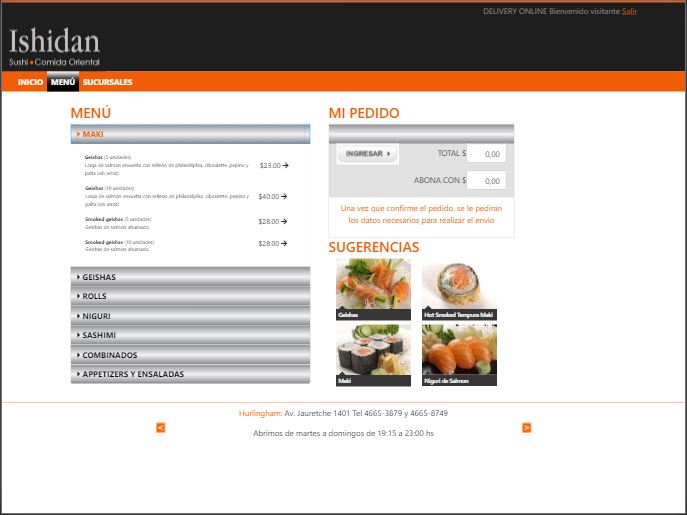 DELIVERY ONLINE Bienvenido visitante Salir
Ishidan
Sushi • Comida Oriental
INICIO MENÚ SUCURSALES
MENÚ
MAKI
Geishas (5 unidades)
Lonja de salmón envuelta con relleno de philadelphia, ciboulette, pepino y
palta (sin arroz)
$23.00
Geishas (10 unidades)
Lonja de salmón envuelta con relleno de philadelphia, ciboulette, pepino y
palta (sin arroz)
$40.00
Smoked geishas (5 unidades)
Geishas de salmón ahumado.
$28.00
Smoked geishas (10 unidades)
Geishas de salmón ahumado.
$28.00
GEISHAS
ROLLS
NIGURI
SASHIMI
COMBINADOS
APPETIZERS Y ENSALADAS
MI PEDIDO
INGRESAR
TOTAL $ 0,00
ABONA CON $ 0,00
Una vez que confirme el pedido, se le pediran
los datos necesarios para realizar el envio
SUGERENCIAS
Geishas
Hot Smoked Tempura Maki
Maki
Niguri de Salmon
Hurlingham: Av. Jauretche 1401 Tel 4665-3879 y 4665-8749
< >
Abrimos de martes a domingos de 19:15 a 23:00 hs